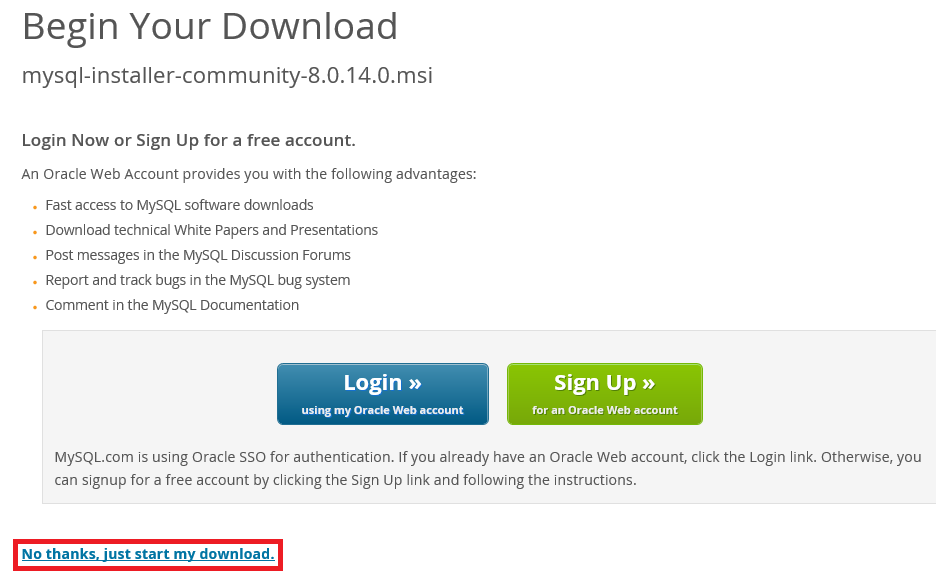 Begin Your Download
mysql-installer-community-8.0.14.0.msi
Login Now or Sign Up for a free account.
An Oracle Web Account provides you with the following advantages:
Fast access to MySQL software downloads
Download technical White Papers and Presentations
Post messages in the MySQL Discussion Forums
Report and track bugs in the MySQL bug system
Comment in the MySQL Documentation
Login »
using my Oracle Web account
Sign Up »
for an Oracle Web account
MySQL.com is using Oracle SSO for authentication. If you already have an Oracle Web account, click the Login link. Otherwise, you
can signup for a free account by clicking the Sign Up link and following the instructions.
No thanks, just start my download.